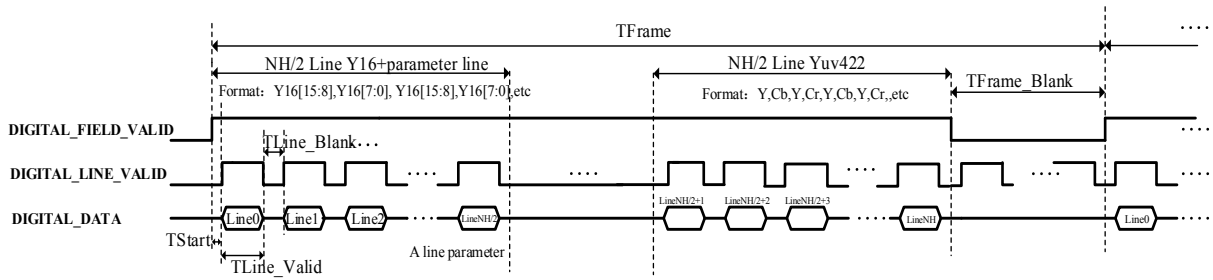 TFrame
NH/2 Line Y16+parameter line
NH/2 Line Yuv422
TFrame_Blank
Format： Y16[15:8],Y16[7:0], Y16[15:8],Y16[7:0],etc
Format：Y,Cb,Y,Cr,Y,Cb,Y,Cr,,etc
DIGITAL_FIELD_VALID
TLine_Blank
DIGITAL_LINE_VALID
DIGITAL_DATA
Line0
Line1
Line2
LineNH/2
LineNH/2+1
LineNH/2+2
LineNH/2+3
LineNH
Line0
TStart
A line parameter
TLine_Valid